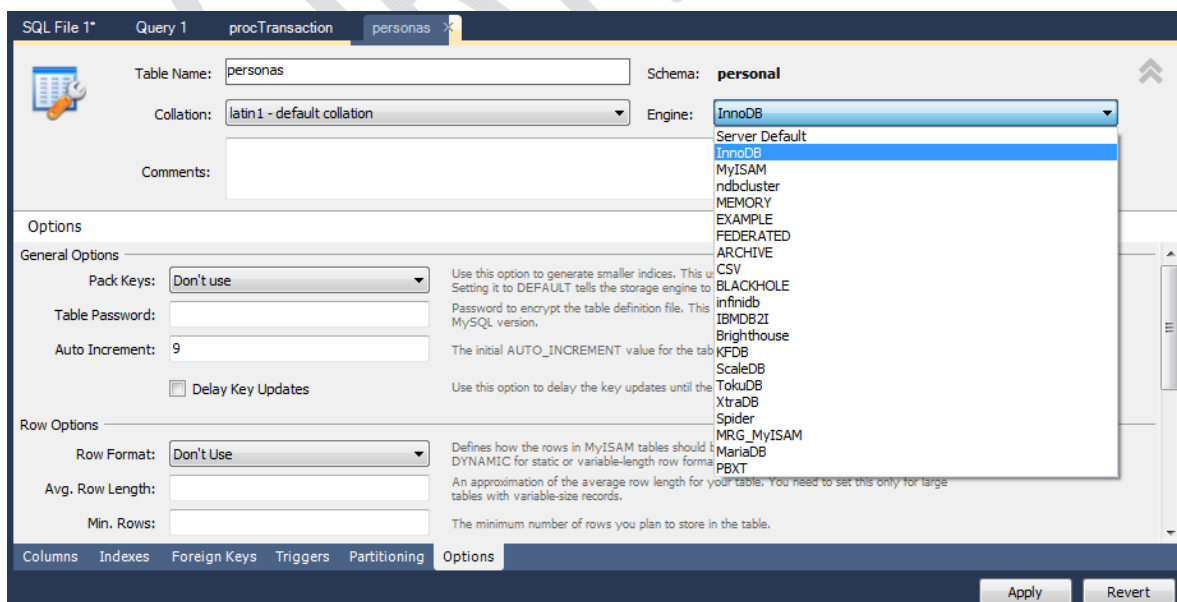 SQL File 1* Query 1 procTransaction personas
Table Name: personas Schema: personal
Collation: latin1 - default collation Engine: InnoDB
Comments:
Server Default
InnoDB
MyISAM
ndbcluster
MEMORY
EXAMPLE
FEDERATED
ARCHIVE
CSV
BLACKHOLE
infinidb
IBMDB2I
Brighthouse
KFDB
ScaleDB
TokuDB
XtraDB
Spider
MRG_MyISAM
MariaDB
PBXT
Options
General Options
Pack Keys: Don't use
Use this option to generate smaller indices. This
Setting it to DEFAULT tells the storage engine to
Table Password:
Password to encrypt the table definition file. This
MySQL version.
Auto Increment: 9
The initial AUTO_INCREMENT value for the
Delay Key Updates
Use this option to delay the key updates until the
Row Options
Row Format: Don't Use
Defines how the rows in MyISAM tables should
DYNAMIC for static or variable-length row
Avg. Row Length:
An approximation of the average row length for your table. You need to set this only for large
tables with variable-size records.
Min. Rows:
The minimum number of rows you plan to store in the table.
Columns Indexes Foreign Keys Triggers Partitioning Options
Apply Revert